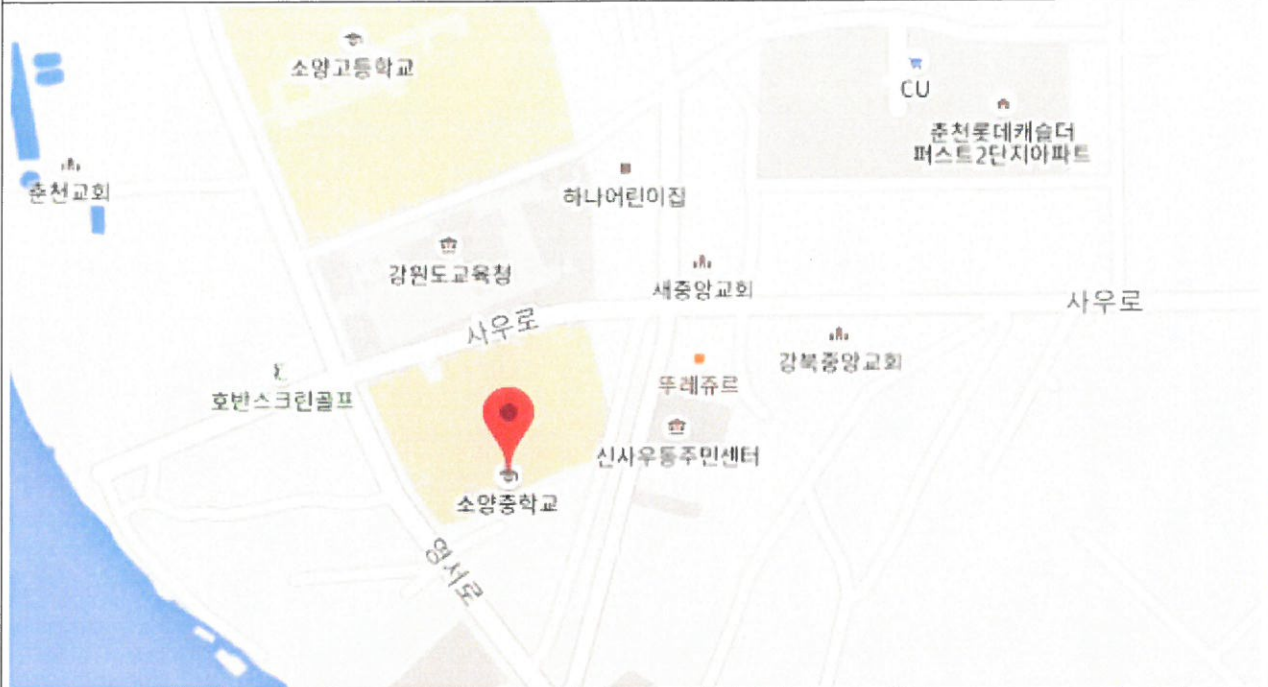 소양고등학교
CU
춘천롯데캐슬더
퍼스트2단지아파트
춘천교회
하나어린이집
강원도교육청
새중앙교회
사우로
사우로
강북중앙교회
뚜레쥬르
호반스크린골프
신사우동주민센터
소양중학교
영서로